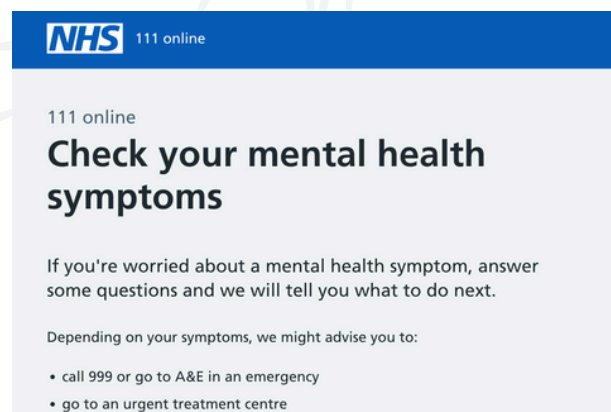 NHS 111 online
111 online
Check your mental health
symptoms
If you're worried about a mental health symptom, answer
some questions and we will tell you what to do next.
Depending on your symptoms, we might advise you to:
• call 999 or go to A&E in an emergency
• go to an urgent treatment centre